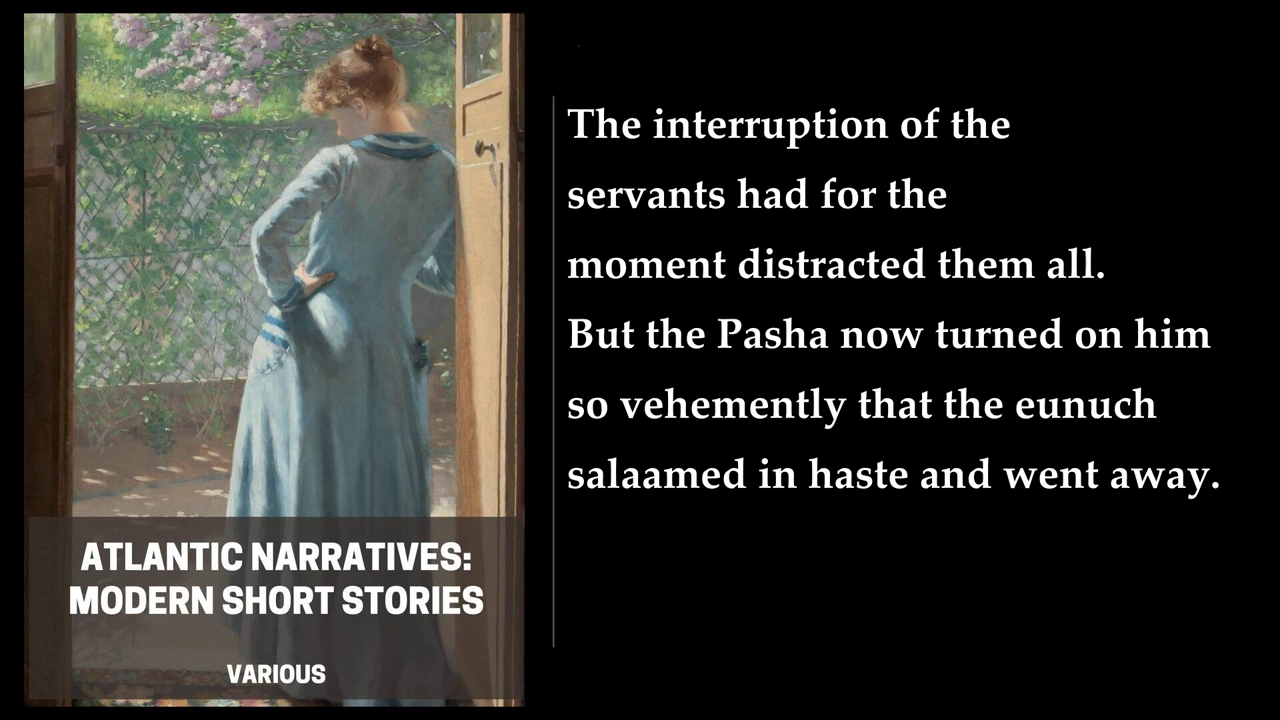 ATLANTIC NARRATIVES:
MODERN SHORT STORIES
VARIOUS
The interruption of the
servants had for the
moment distracted them all.
But the Pasha now turned on him
so vehemently that the eunuch
salaamed in haste and went away.